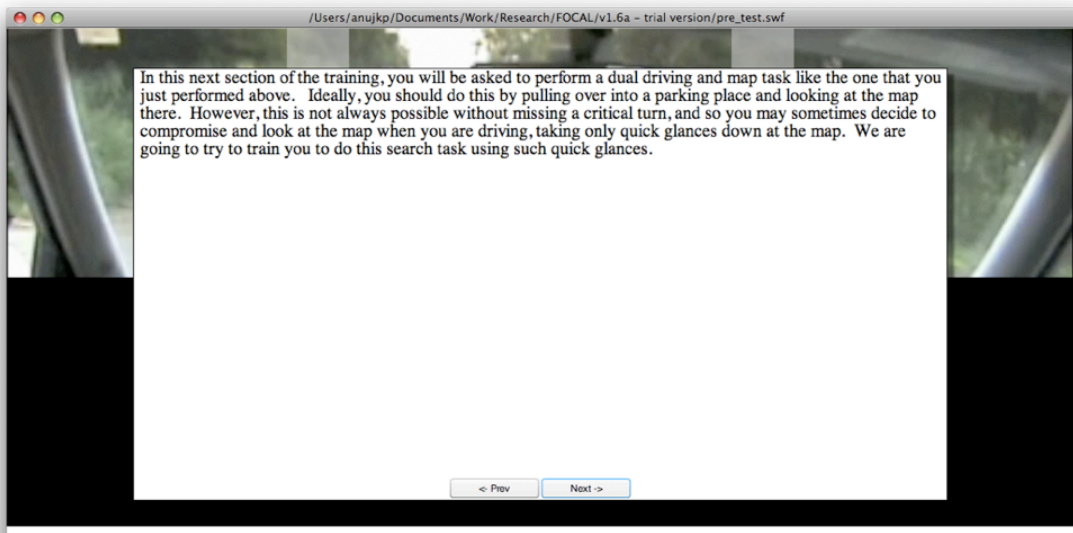 /Users/anujkp/Documents/Work/Research/FOCAL/v1.6a – trial version/pre_test.swf
In this next section of the training, you will be asked to perform a dual driving and map task like the one that you
just performed above.   Ideally, you should do this by pulling over into a parking place and looking at the map
there.  However, this is not always possible without missing a critical turn, and so you may sometimes decide to
compromise and look at the map when you are driving, taking only quick glances down at the map.  We are
going to try to train you to do this search task using such quick glances.
<- Prev
Next ->